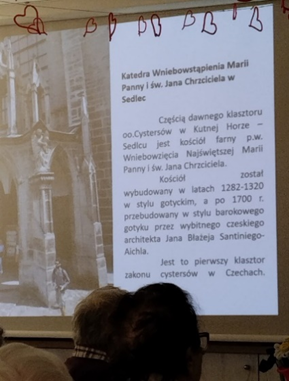 Katedra Wniebowstąpienia Marii
Panny i św. Jana Chrzciciela w
Sedlec
Częścią dawnego klasztoru
oo.Cystersów w Kutnej Horze –
Sedlcu jest kościół farny p.w.
Wniebowzięcia Najświętszej Marii
Panny i św. Jana Chrzciciela.
Kościół został
wybudowany w latach 1282-1320
w stylu gotyckim, a po 1700 r.
przebudowany w stylu barokowego
gotyku przez wybitnego czeskiego
architekta Jana Błażeja Santiniego-
Aichla.
Jest to pierwszy klasztor
zakonu cystersów w Czechach.